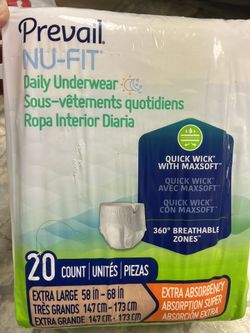 Prevail.
NU-FIT
Daily Underwear
Sous-vêtements quotidiens
Ropa Interior Diaria
QUICK WICK
WITH MAXSOFT
QUICK WICK
AVEC MAXSOFT
QUICK WICK
CON MAXSOFT
360° BREATHABLE
ZONES™
20 COUNT | UNITÉS | PIEZAS
EXTRA LARGE 58 IN - 68 IN
TRÈS GRANDS 147 CM - 173 CM
EXTRA GRANDE 147 CM - 173 CM
EXTRA ABSORBENCY
ABSORPTION SUPER
ABSORCIÓN EXTRA